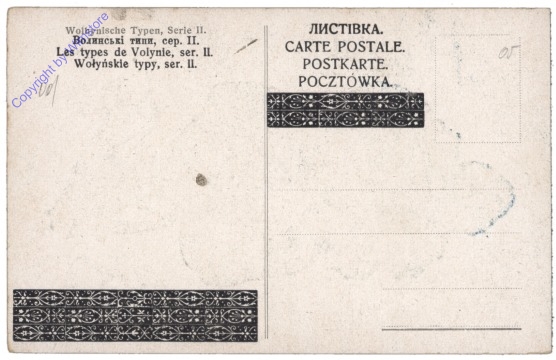 Wolhynische Typen, Serie II.
Волинські типи, сер. II.
Les types de Volynie, ser. II.
Wołyńskie typy, ser. II.
ЛИСТІВКА.
CARTE POSTALE.
POSTKARTE.
POCZTÓWKA.